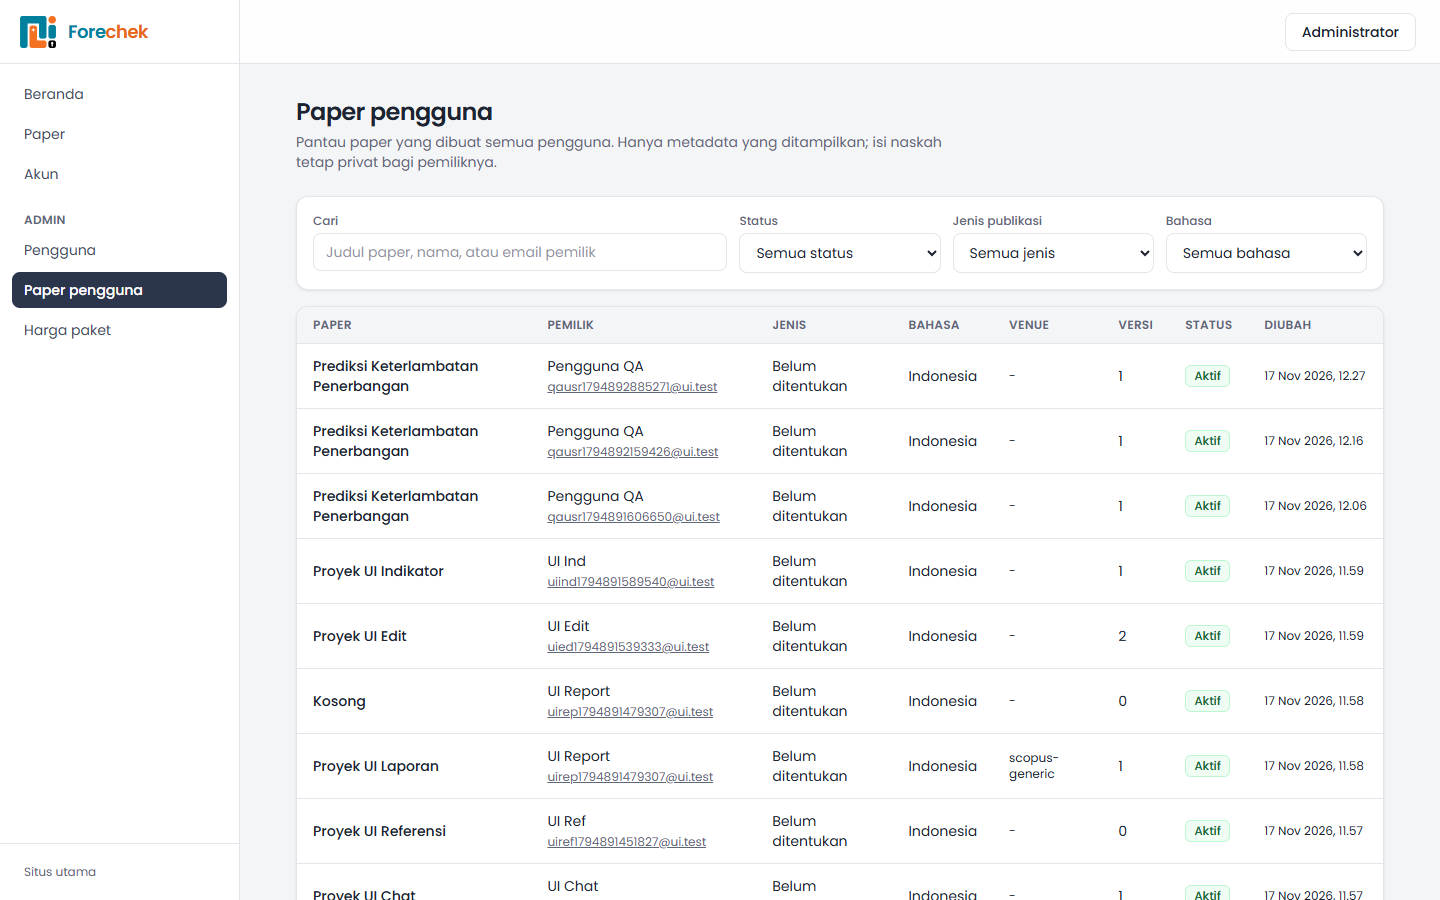 Forechek
Administrator
Beranda
Paper
Akun
ADMIN
Pengguna
Paper pengguna
Harga paket
Situs utama
Paper pengguna
Pantau paper yang dibuat semua pengguna. Hanya metadata yang ditampilkan; isi naskah
tetap privat bagi pemiliknya.
Cari
Judul paper, nama, atau email pemilik
Status
Semua status
Jenis publikasi
Semua jenis
Bahasa
Semua bahasa
PAPER PEMILIK JENIS BAHASA VENUE VERSI STATUS DIUBAH
Prediksi Keterlambatan
Penerbangan
Pengguna QA
qausr1794892885271@ui.test
Belum
ditentukan
Indonesia - 1 Aktif 17 Nov 2026, 12.27
Prediksi Keterlambatan
Penerbangan
Pengguna QA
qausr1794892159426@ui.test
Belum
ditentukan
Indonesia - 1 Aktif 17 Nov 2026, 12.16
Prediksi Keterlambatan
Penerbangan
Pengguna QA
qausr1794891606650@ui.test
Belum
ditentukan
Indonesia - 1 Aktif 17 Nov 2026, 12.06
Proyek UI Indikator
UI Ind
uiind1794891589540@ui.test
Belum
ditentukan
Indonesia - 1 Aktif 17 Nov 2026, 11.59
Proyek UI Edit
UI Edit
uied1794891539333@ui.test
Belum
ditentukan
Indonesia - 2 Aktif 17 Nov 2026, 11.59
Kosong
UI Report
uirep1794891479307@ui.test
Belum
ditentukan
Indonesia - 0 Aktif 17 Nov 2026, 11.58
Proyek UI Laporan
UI Report
uirep1794891479307@ui.test
Belum
ditentukan
Indonesia
scopus-
generic
1 Aktif 17 Nov 2026, 11.58
Proyek UI Referensi
UI Ref
uiref1794891451827@ui.test
Belum
ditentukan
Indonesia - 0 Aktif 17 Nov 2026, 11.57
Proyek UI Chat
UI Chat
Belum
Indonesia - 1 Aktif 17 Nov 2026, 11.57